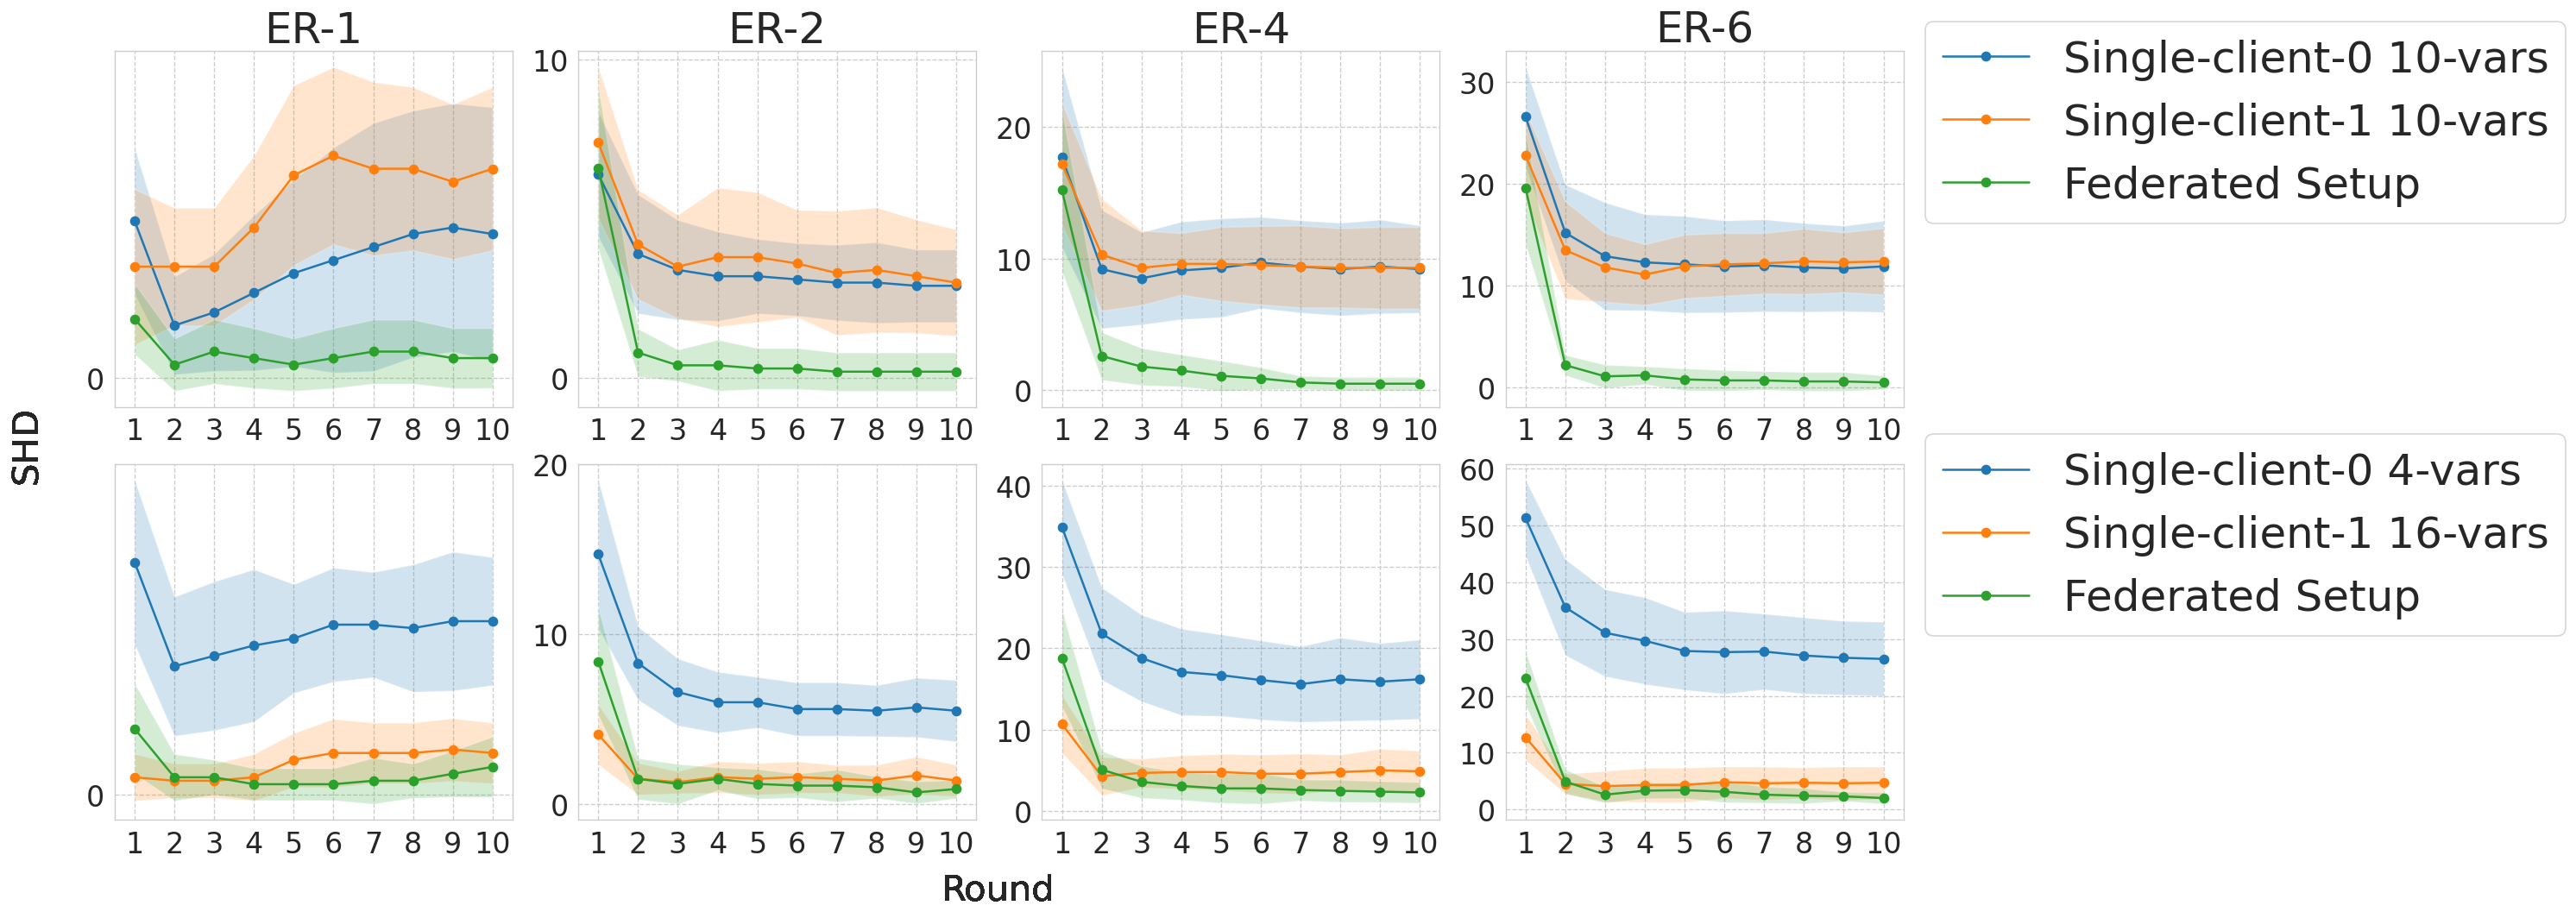 ER-1
ER-2
ER-4
ER-6
0
1 2 3 4 5 6 7 8 9 10
10
0
1 2 3 4 5 6 7 8 9 10
20
10
0
1 2 3 4 5 6 7 8 9 10
30
20
10
0
1 2 3 4 5 6 7 8 9 10
Single-client-0 10-vars
Single-client-1 10-vars
Federated Setup
SHD
0
1 2 3 4 5 6 7 8 9 10
20
10
0
1 2 3 4 5 6 7 8 9 10
40
30
20
10
0
1 2 3 4 5 6 7 8 9 10
60
50
40
30
20
10
0
1 2 3 4 5 6 7 8 9 10
Single-client-0 4-vars
Single-client-1 16-vars
Federated Setup
Round